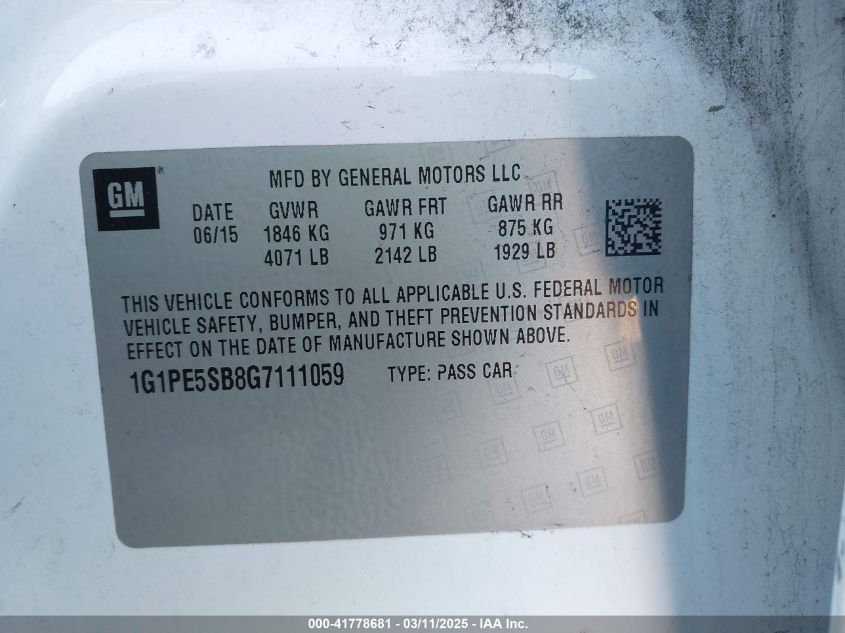 GM
®
MFD BY GENERAL MOTORS LLC
DATE GVWR GAWR FRT GAWR RR
06/15 1846 KG 971 KG 875 KG
4071 LB 2142 LB 1929 LB
THIS VEHICLE CONFORMS TO ALL APPLICABLE U.S. FEDERAL MOTOR
VEHICLE SAFETY, BUMPER, AND THEFT PREVENTION STANDARDS IN
EFFECT ON THE DATE OF MANUFACTURE SHOWN ABOVE.
1G1PE5SB8G7111059 TYPE: PASS CAR
000-41778681 - 03/11/2025 - IAA Inc.